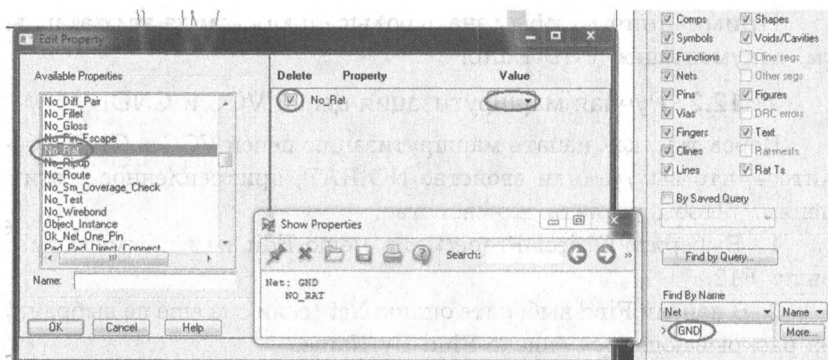 Edit Property
Available Properties
No_Diff_Pair
No_Fillet
No_Gloss
No_Pin_Escape
No_Rat
No_Ripup
No_Route
No_Sm_Coverage_Check
No_Test
No_Wirebond
Object_Instance
Ok_Net_One_Pin
Pad_Pad_Direct_Connect
Name:
OK Cancel Help
Delete Property Value
No_Rat
Show Properties
Search:
Net: GND
NO_RAT
Comps Shapes
Symbols Voids/Cavities
Functions Cline segs
Nets Other segs
Pins Figures
Vias DRC errors
Fingers Text
Clines Ratsnests
Lines Rat Ts
By Saved Query
Find by Query...
Find By Name
Net Name
> GND More...